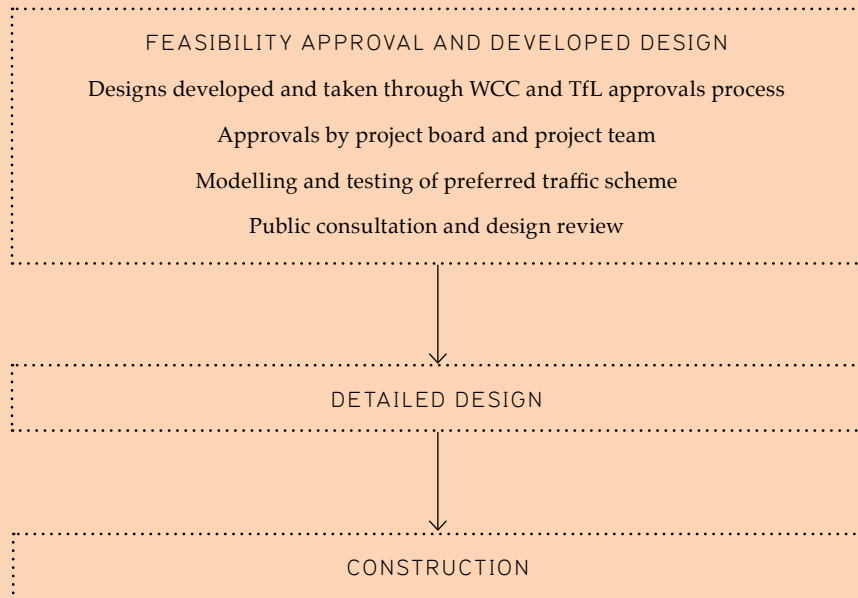 FEASIBILITY APPROVAL AND DEVELOPED DESIGN
Designs developed and taken through WCC and TfL approvals process
Approvals by project board and project team
Modelling and testing of preferred traffic scheme
Public consultation and design review
DETAILED DESIGN
CONSTRUCTION